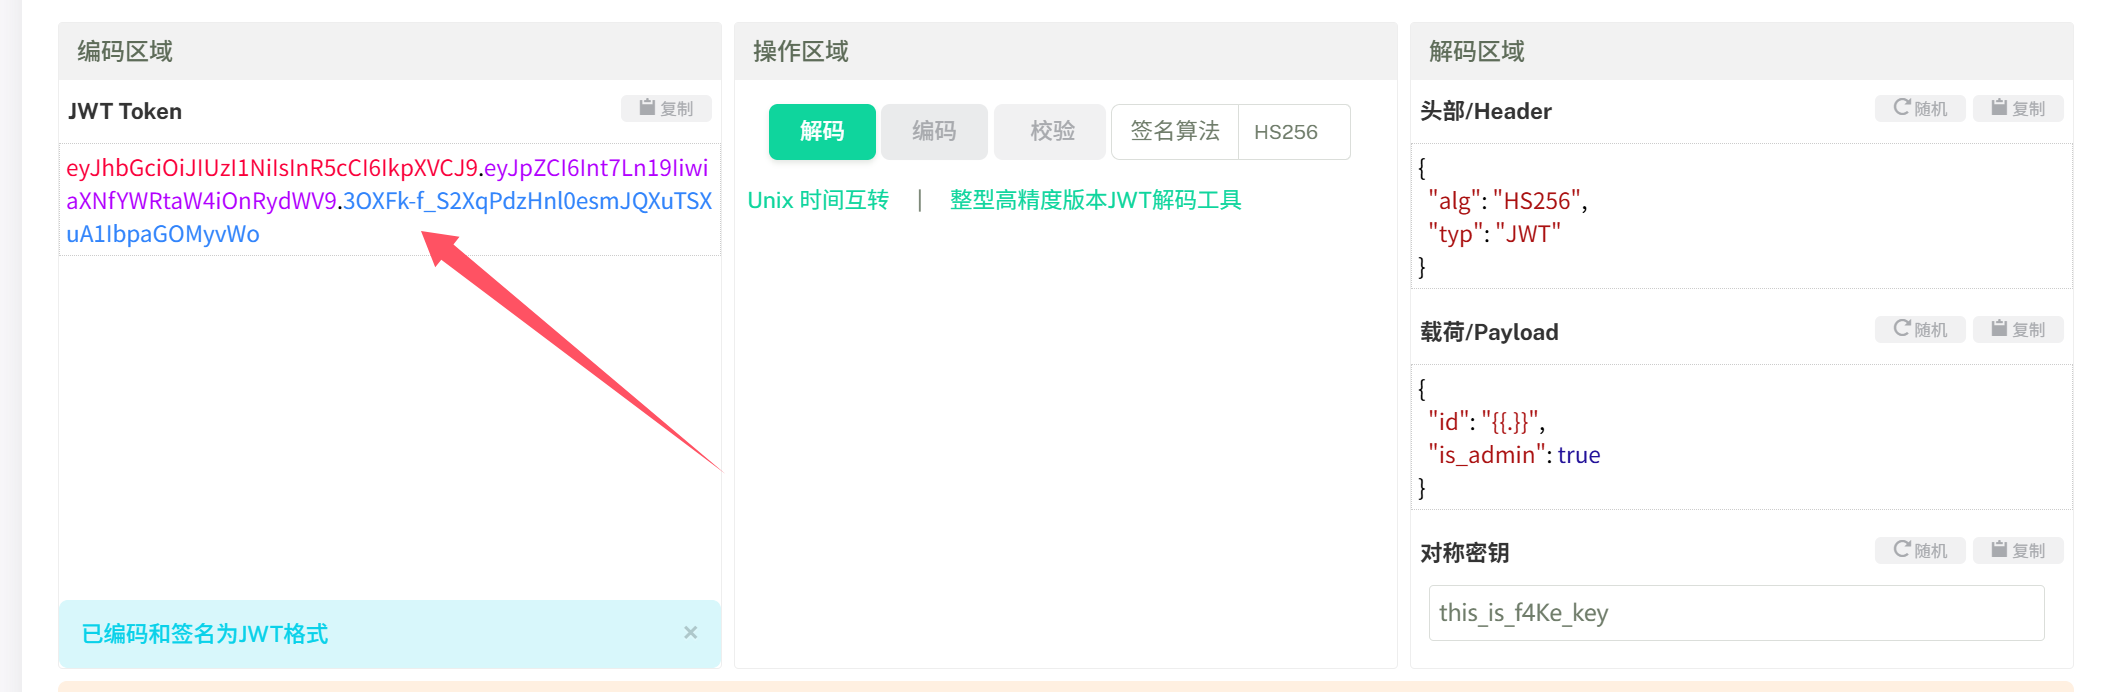 编码区域
JWT Token
复制
eyJhbGciOiJIUzI1NiIsInR5cCI6IkpXVCJ9.eyJpZCI6Int7Ln19Iiwi
aXNfYWRtaW4iOnRydWV9.3OXFk-f_S2XqPdzHnl0esmJQXuTSX
uA1IbpaGOMyvWo
已编码和签名为JWT格式
×
操作区域
解码
编码
校验
签名算法
HS256
Unix 时间互转 | 整型高精度版本JWT解码工具
解码区域
头部/Header
随机
复制
{
"alg": "HS256",
"typ": "JWT"
}
载荷/Payload
随机
复制
{
"id": "{{.}}",
"is_admin": true
}
对称密钥
随机
复制
this_is_f4Ke_key